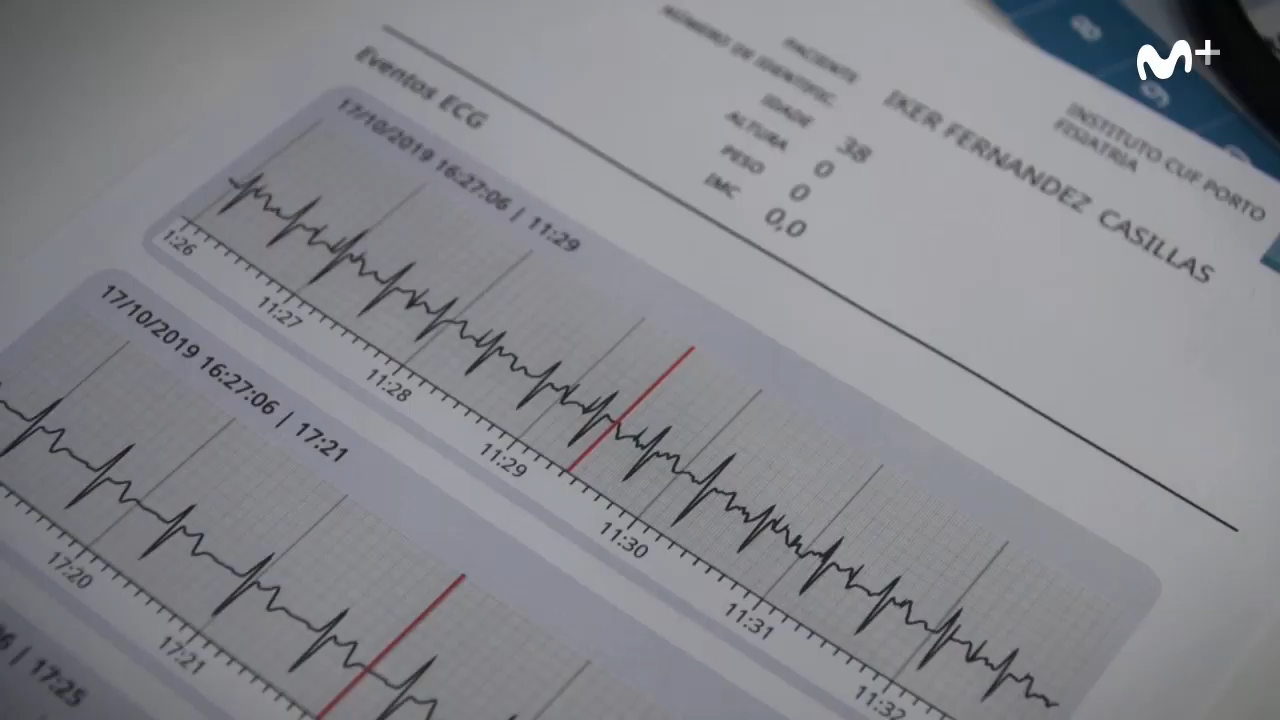 M+
INSTITUTO CUF PORTO
FISIATRIA
PACIENTE IKER FERNANDEZ CASILLAS
NÚMERO DE IDENTIFIC.
IDADE 38
ALTURA 0
PESO 0
IMC 0,0
Eventos ECG
17/10/2019 16:27:06 | 11:29
1:26 11:27 11:28 11:29 11:30 11:31 11:32
17/10/2019 16:27:06 | 17:21
17:20 17:21
06 | 17:25